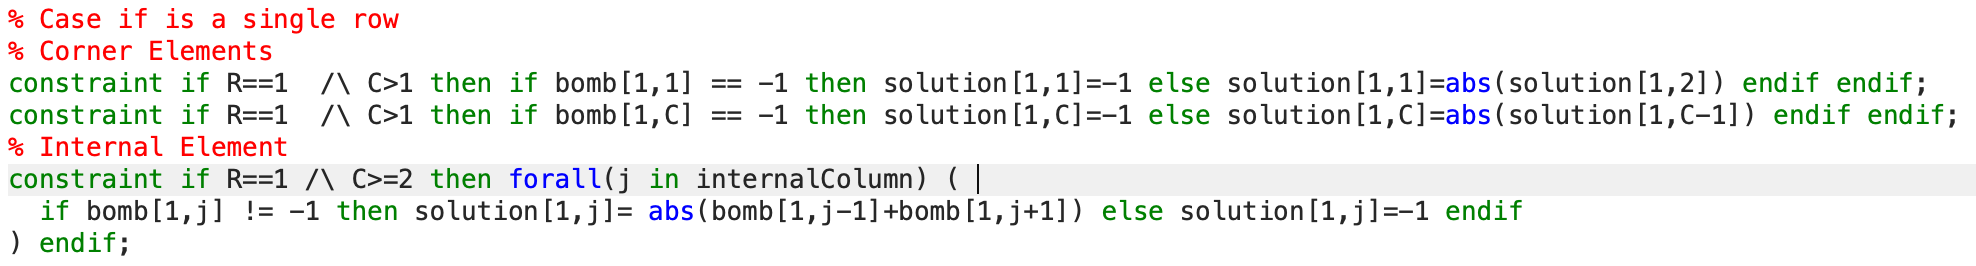 % Case if is a single row
% Corner Elements
constraint if R==1  /\ C>1 then if bomb[1,1] == -1 then solution[1,1]=-1 else solution[1,1]=abs(solution[1,2]) endif endif;
constraint if R==1  /\ C>1 then if bomb[1,C] == -1 then solution[1,C]=-1 else solution[1,C]=abs(solution[1,C-1]) endif endif;
% Internal Element
constraint if R==1 /\ C>=2 then forall(j in internalColumn) (
  if bomb[1,j] != -1 then solution[1,j]= abs(bomb[1,j-1]+bomb[1,j+1]) else solution[1,j]=-1 endif
) endif;